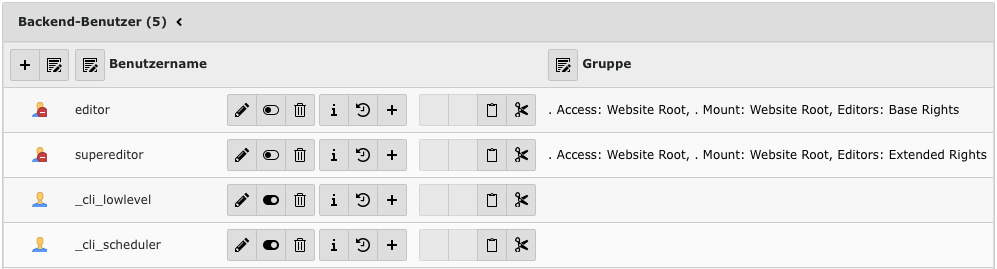 Backend-Benutzer (5)
Benutzername Gruppe
editor . Access: Website Root, . Mount: Website Root, Editors: Base Rights
supereditor . Access: Website Root, . Mount: Website Root, Editors: Extended Rights
_cli_lowlevel
_cli_scheduler